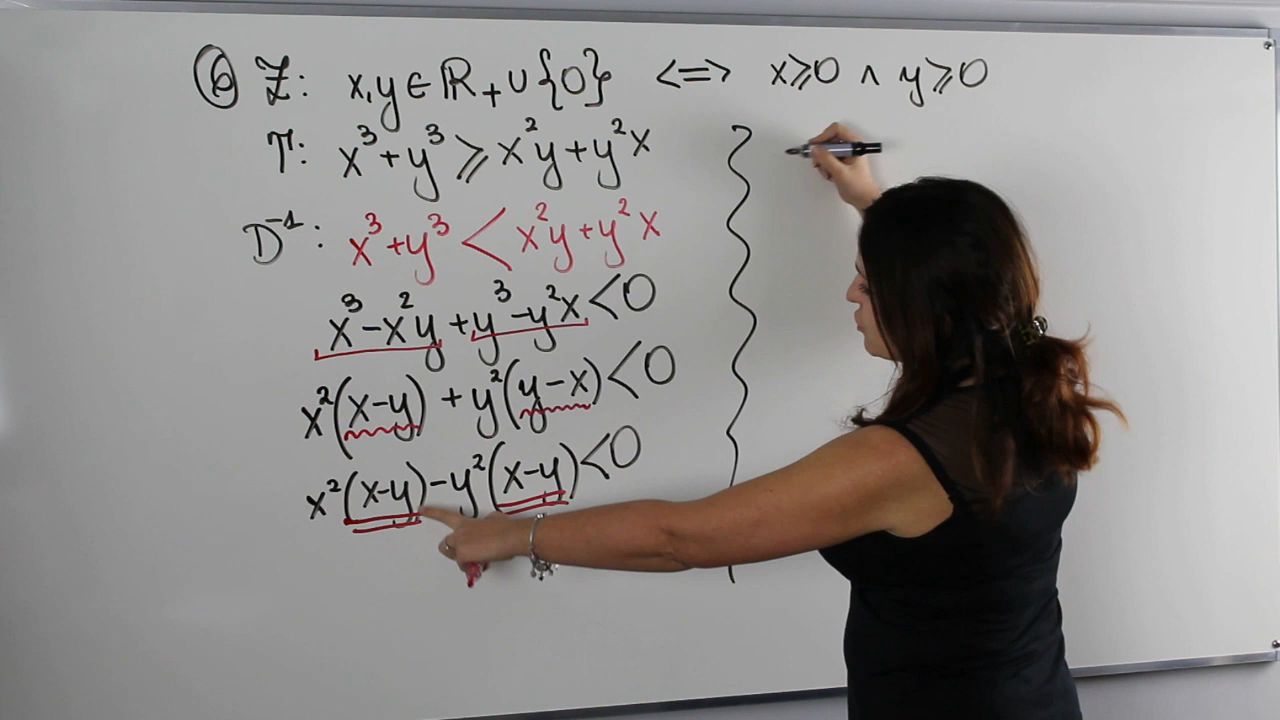 ⑥ Z: x,y ∈ ℝ₊ ∪ {0} <=> x⩾0 ∧ y⩾0
T: x³+y³ ⩾ x²y+y²x
D⁻¹: x³+y³ < x²y+y²x
x³-x²y+y³-y²x<0
x²(x-y)+y²(y-x)<0
x²(x-y)-y²(x-y)<0